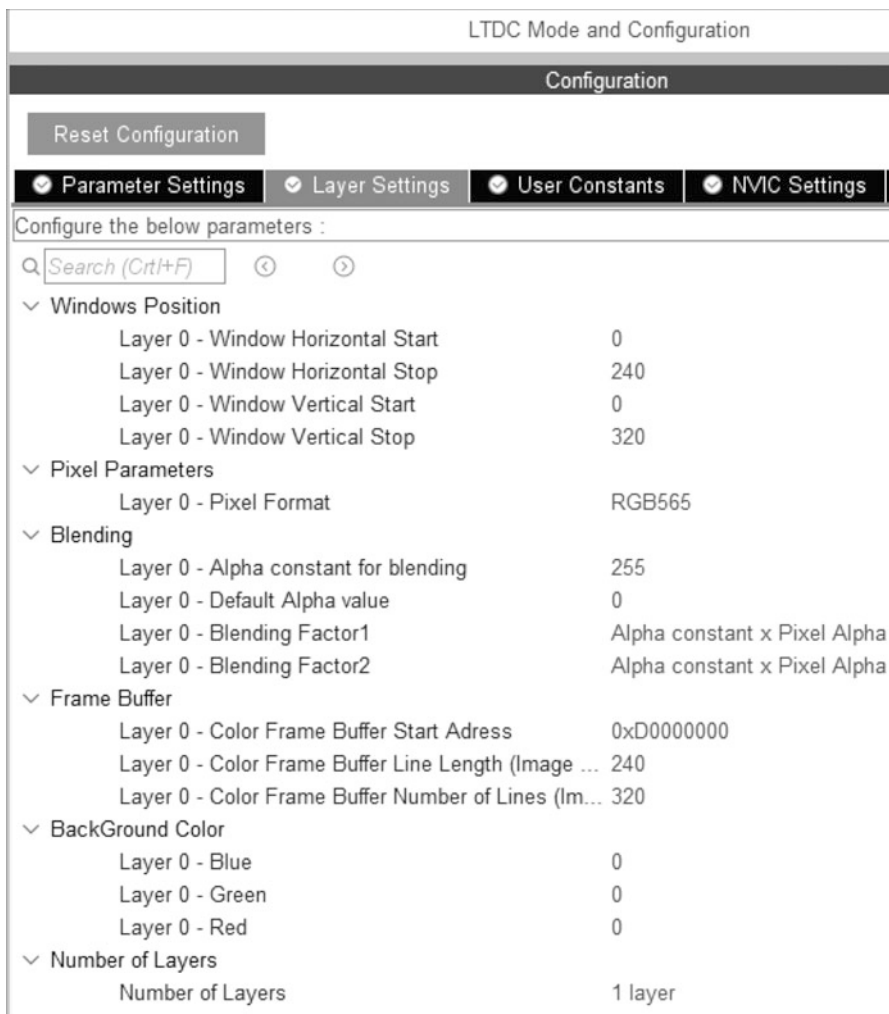 LTDC Mode and Configuration
Configuration
Reset Configuration
Parameter Settings Layer Settings User Constants NVIC Settings
Configure the below parameters :
Search (Crtl+F)
Windows Position
Layer 0 - Window Horizontal Start 0
Layer 0 - Window Horizontal Stop 240
Layer 0 - Window Vertical Start 0
Layer 0 - Window Vertical Stop 320
Pixel Parameters
Layer 0 - Pixel Format RGB565
Blending
Layer 0 - Alpha constant for blending 255
Layer 0 - Default Alpha value 0
Layer 0 - Blending Factor1 Alpha constant x Pixel Alpha
Layer 0 - Blending Factor2 Alpha constant x Pixel Alpha
Frame Buffer
Layer 0 - Color Frame Buffer Start Adress 0xD0000000
Layer 0 - Color Frame Buffer Line Length (Image ... 240
Layer 0 - Color Frame Buffer Number of Lines (Im... 320
BackGround Color
Layer 0 - Blue 0
Layer 0 - Green 0
Layer 0 - Red 0
Number of Layers
Number of Layers 1 layer